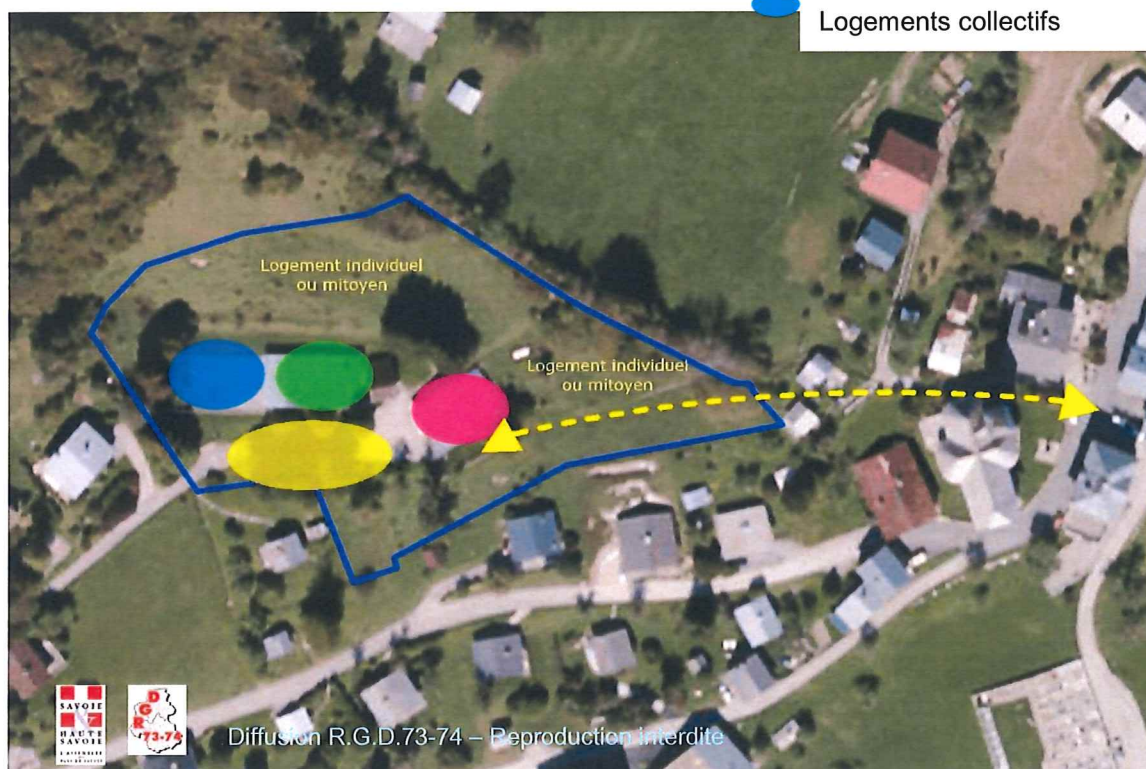 Logements collectifs
Logement individuel
ou mitoyen
Logement individuel
ou mitoyen
SAVOIE
HAUTE
SAVOIE
R
G
D
73-74
Diffusion R.G.D.73-74 – Reproduction interdite